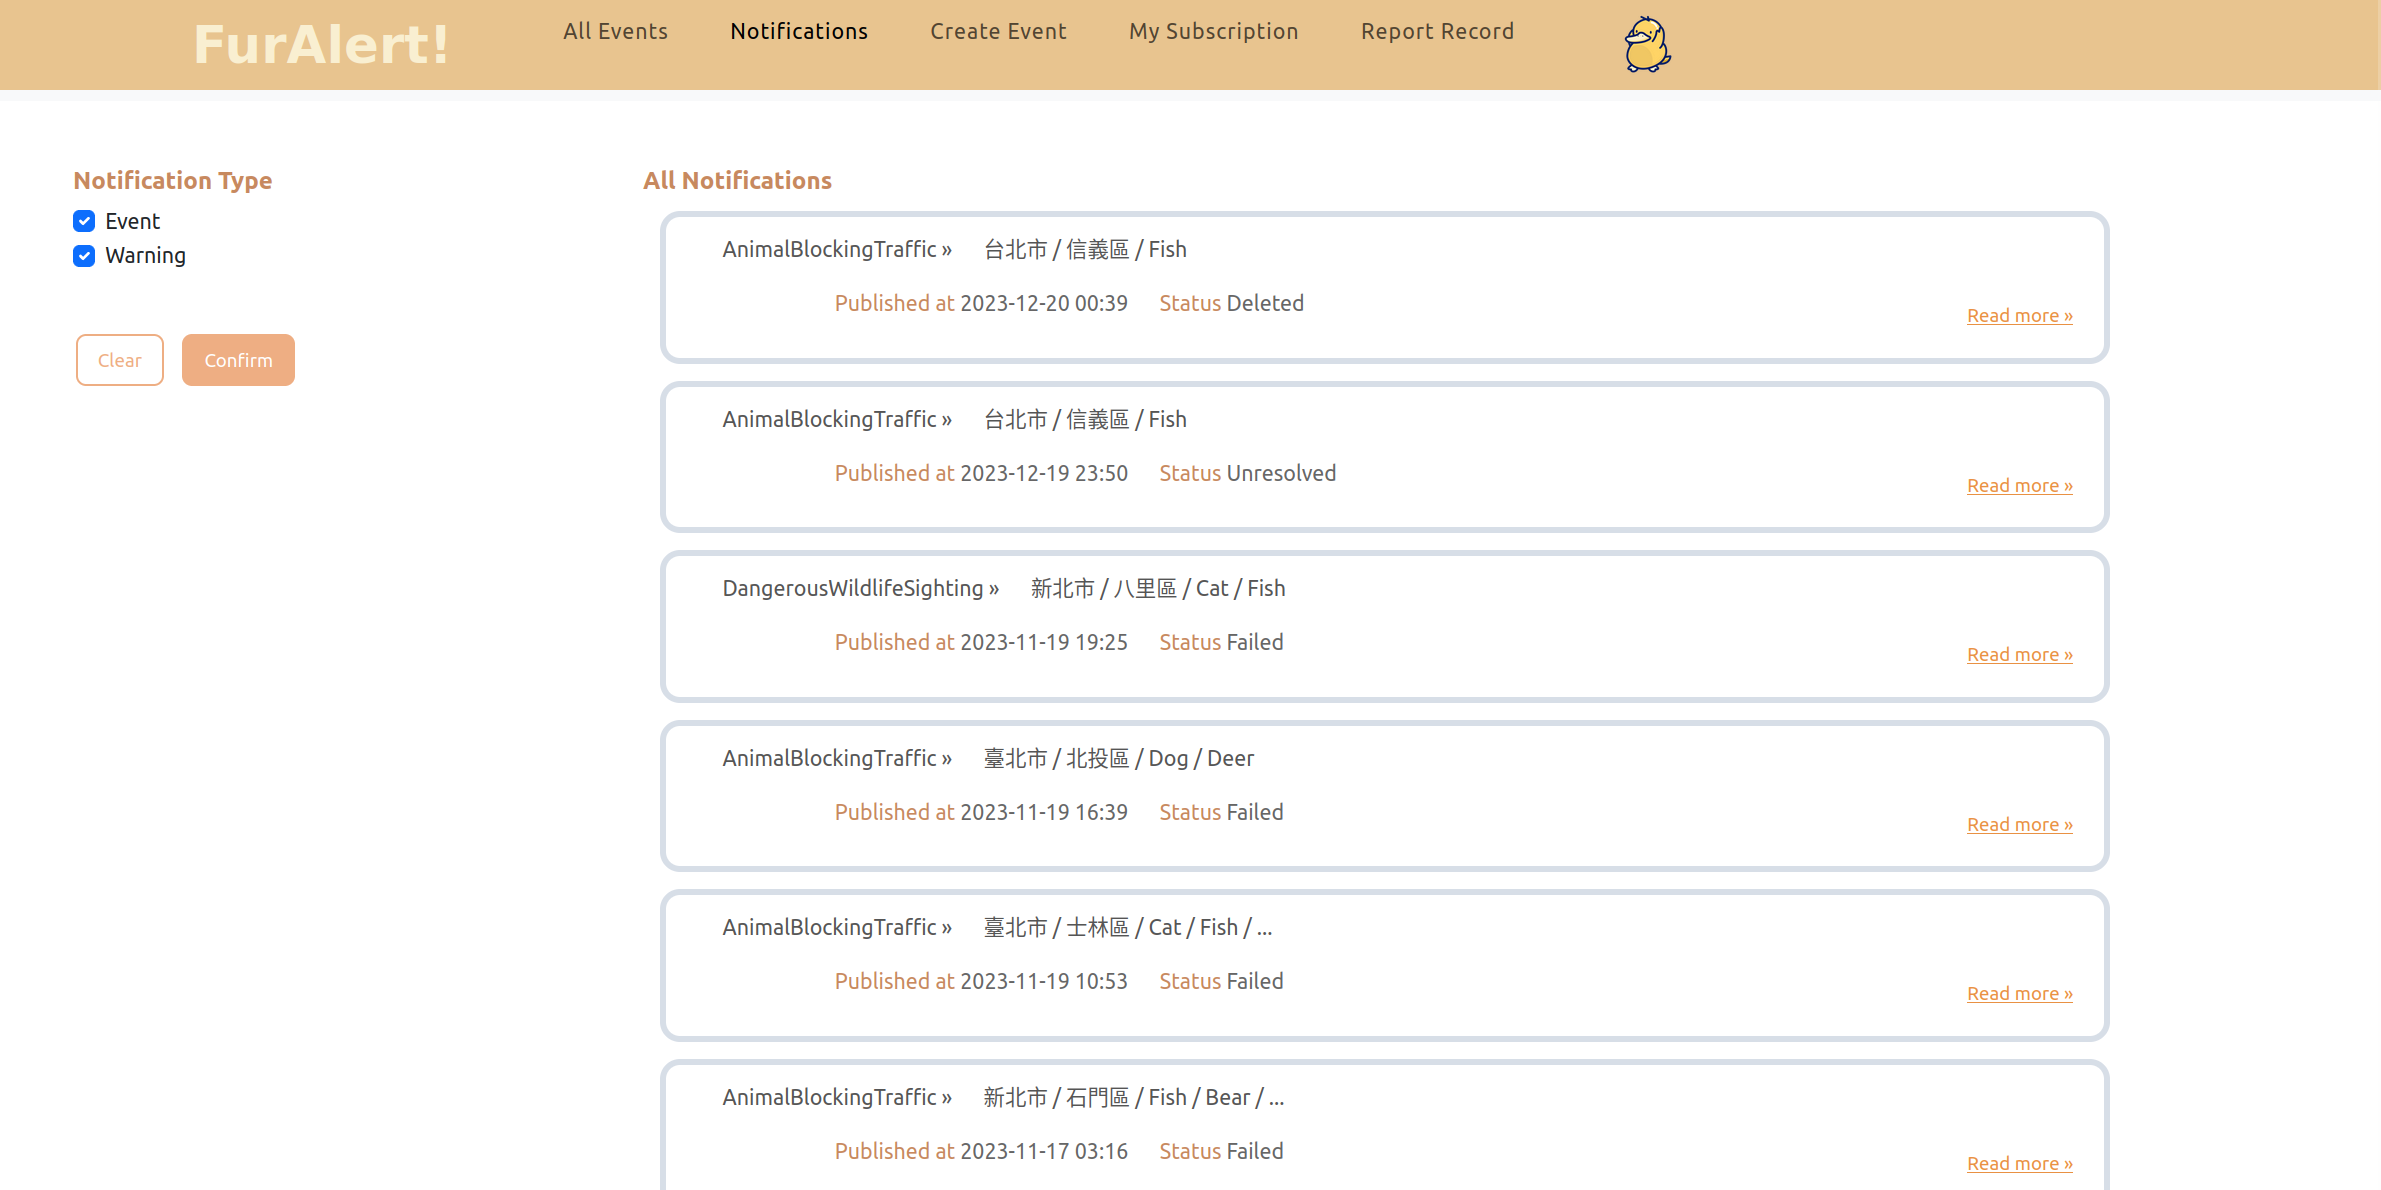 FurAlert!
All Events Notifications Create Event My Subscription Report Record
Notification Type
Event
Warning
Clear Confirm
All Notifications
AnimalBlockingTraffic » 台北市 / 信義區 / Fish
Published at 2023-12-20 00:39 Status Deleted
Read more »
AnimalBlockingTraffic » 台北市 / 信義區 / Fish
Published at 2023-12-19 23:50 Status Unresolved
Read more »
DangerousWildlifeSighting » 新北市 / 八里區 / Cat / Fish
Published at 2023-11-19 19:25 Status Failed
Read more »
AnimalBlockingTraffic » 臺北市 / 北投區 / Dog / Deer
Published at 2023-11-19 16:39 Status Failed
Read more »
AnimalBlockingTraffic » 臺北市 / 士林區 / Cat / Fish / ...
Published at 2023-11-19 10:53 Status Failed
Read more »
AnimalBlockingTraffic » 新北市 / 石門區 / Fish / Bear / ...
Published at 2023-11-17 03:16 Status Failed
Read more »